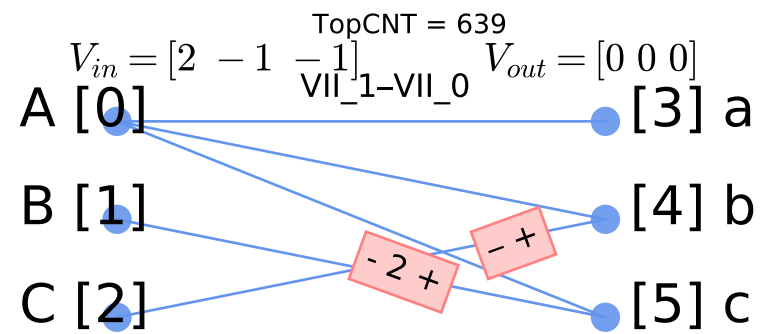 TopCNT = 639
V_in = [2 − 1 − 1] V_out = [0 0 0]
VII_1–VII_0
A [0] [3] a
B [1] [4] b
− +
- 2 +
C [2] [5] c